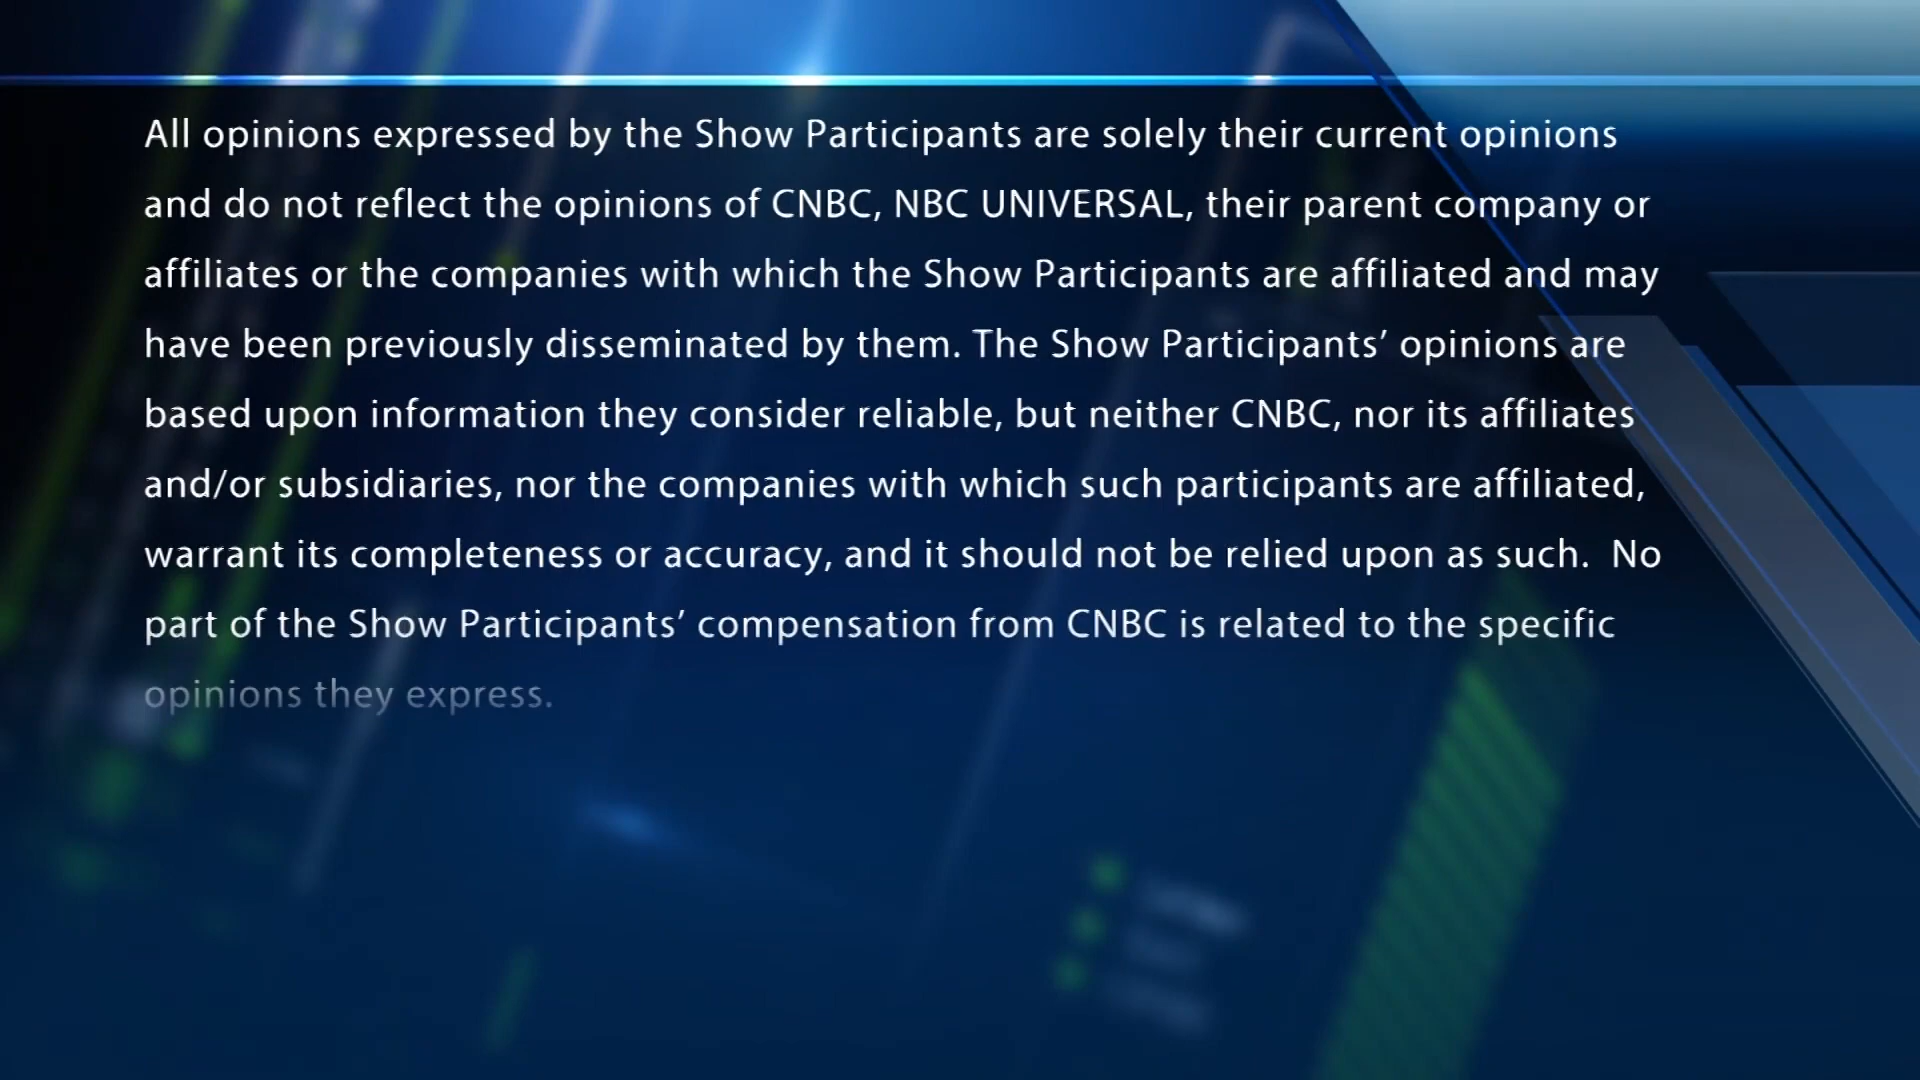 All opinions expressed by the Show Participants are solely their current opinions
and do not reflect the opinions of CNBC, NBC UNIVERSAL, their parent company or
affiliates or the companies with which the Show Participants are affiliated and may
have been previously disseminated by them. The Show Participants’ opinions are
based upon information they consider reliable, but neither CNBC, nor its affiliates
and/or subsidiaries, nor the companies with which such participants are affiliated,
warrant its completeness or accuracy, and it should not be relied upon as such.  No
part of the Show Participants’ compensation from CNBC is related to the specific
opinions they express.